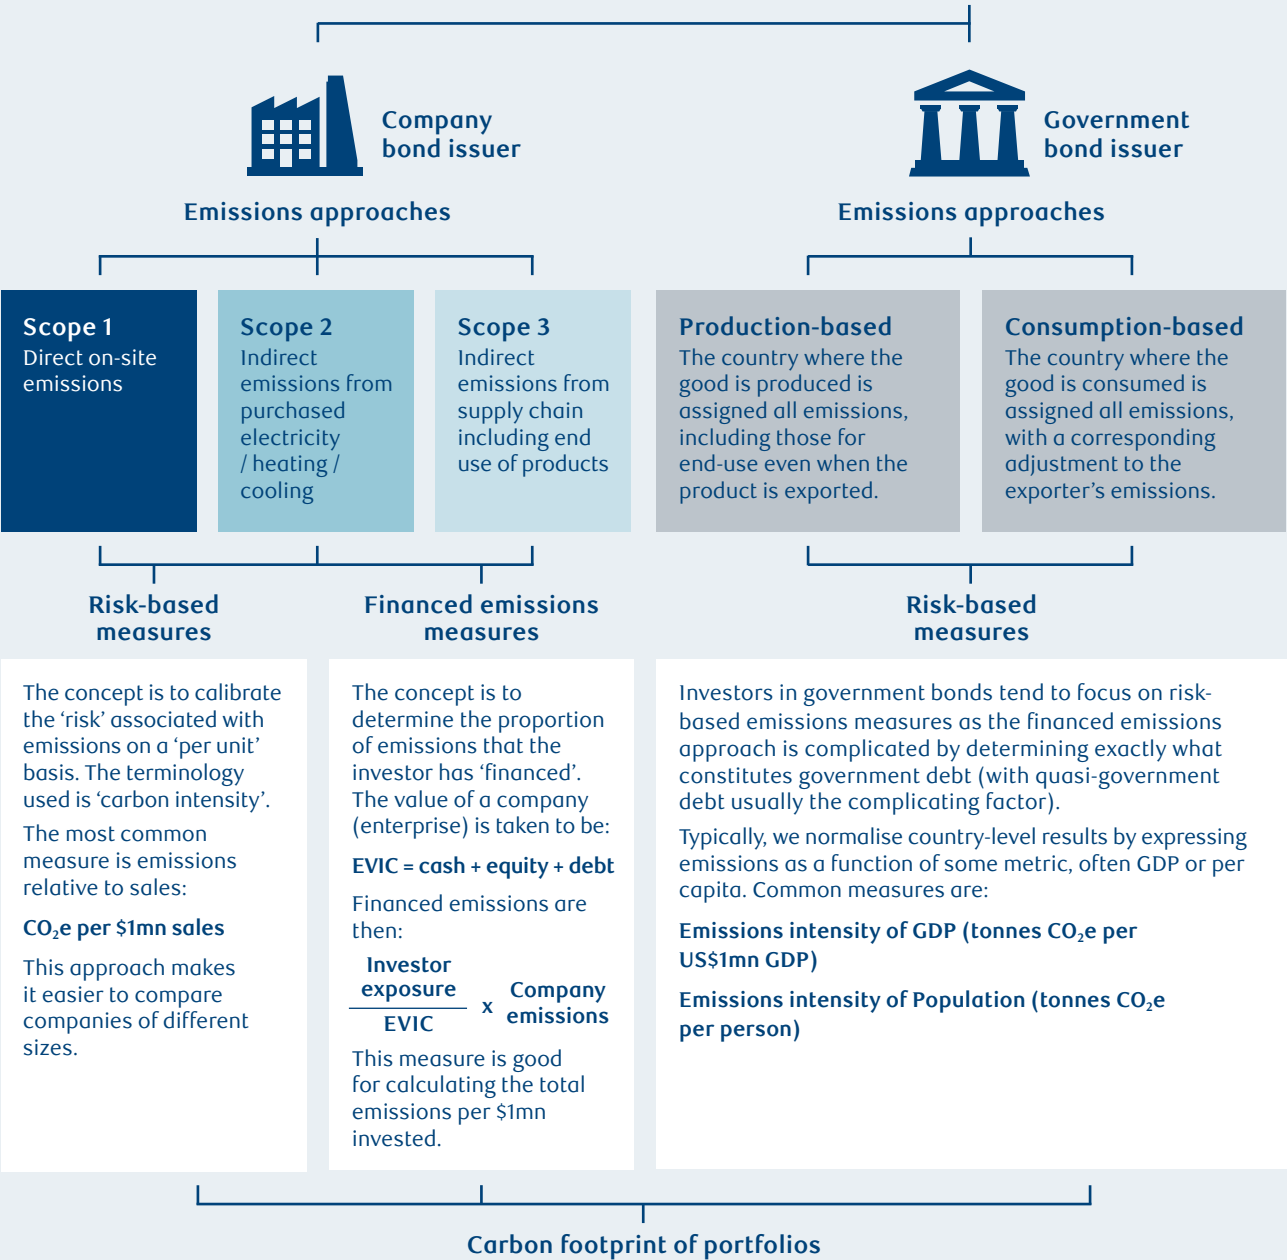 Company
bond issuer
Government
bond issuer
Emissions approaches
Emissions approaches
Scope 1
Direct on-site
emissions
Scope 2
Indirect
emissions from
purchased
electricity
/ heating /
cooling
Scope 3
Indirect
emissions from
supply chain
including end
use of products
Production-based
The country where the
good is produced is
assigned all emissions,
including those for
end-use even when the
product is exported.
Consumption-based
The country where the
good is consumed is
assigned all emissions,
with a corresponding
adjustment to the
exporter’s emissions.
Risk-based
measures
Financed emissions
measures
Risk-based
measures
The concept is to calibrate
the ‘risk’ associated with
emissions on a ‘per unit’
basis. The terminology
used is ‘carbon intensity’.
The most common
measure is emissions
relative to sales:
CO₂e per $1mn sales
This approach makes
it easier to compare
companies of different
sizes.
The concept is to
determine the proportion
of emissions that the
investor has ‘financed’.
The value of a company
(enterprise) is taken to be:
EVIC = cash + equity + debt
Financed emissions are
then:
Investor
exposure
EVIC
x
Company
emissions
This measure is good
for calculating the total
emissions per $1mn
invested.
Investors in government bonds tend to focus on risk-
based emissions measures as the financed emissions
approach is complicated by determining exactly what
constitutes government debt (with quasi-government
debt usually the complicating factor).
Typically, we normalise country-level results by expressing
emissions as a function of some metric, often GDP or per
capita. Common measures are:
Emissions intensity of GDP (tonnes CO₂e per
US$1mn GDP)
Emissions intensity of Population (tonnes CO₂e
per person)
Carbon footprint of portfolios